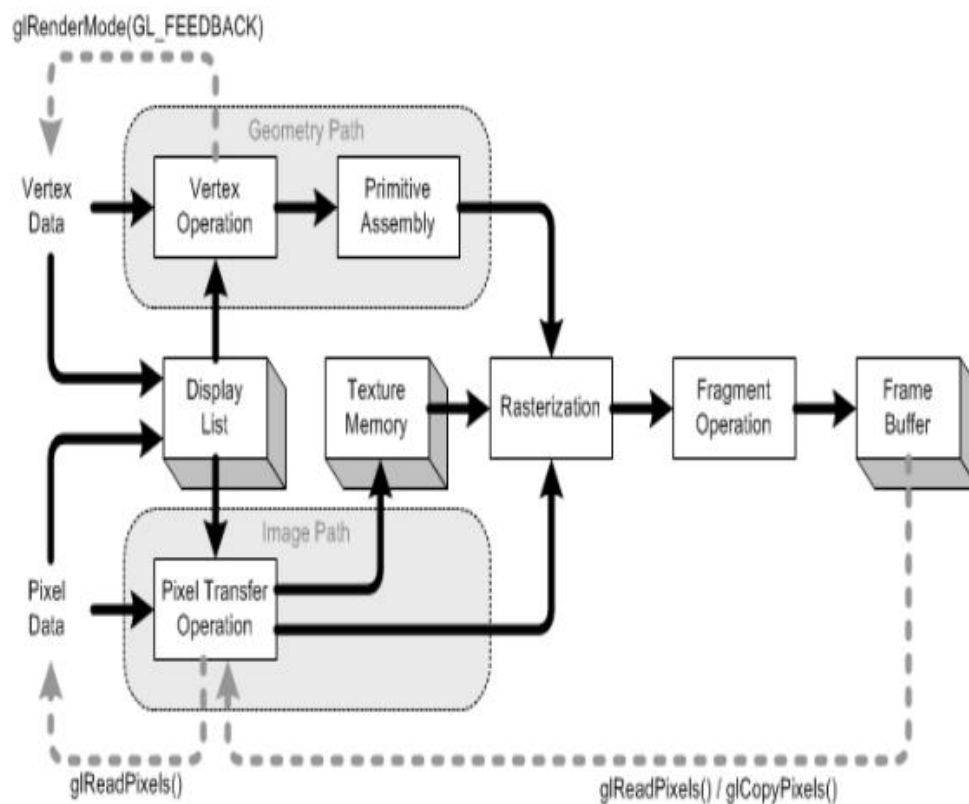 glRenderMode(GL_FEEDBACK)
Geometry Path
Vertex
Data
Vertex
Operation
Primitive
Assembly
Display
List
Texture
Memory
Rasterization
Fragment
Operation
Frame
Buffer
Image Path
Pixel
Data
Pixel Transfer
Operation
glReadPixels()
glReadPixels() / glCopyPixels()